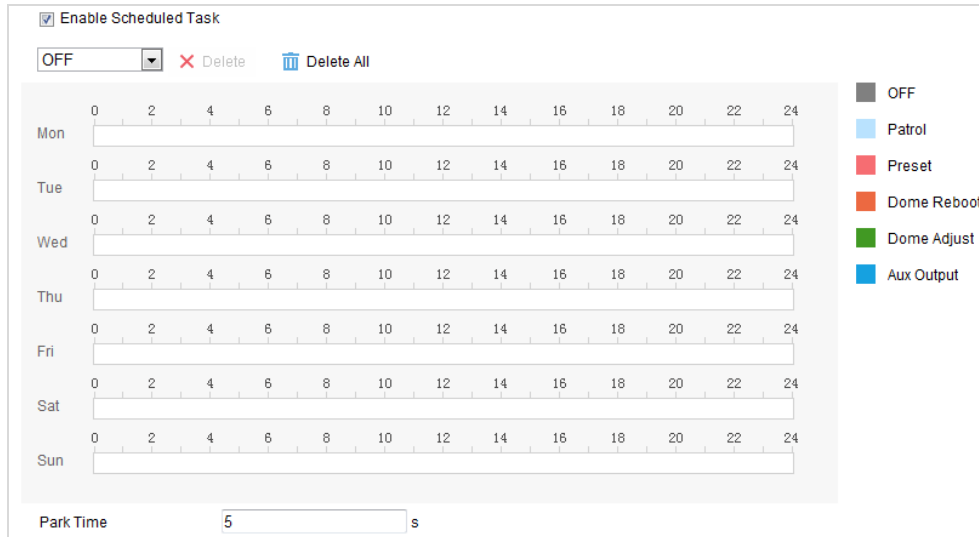 Enable Scheduled Task
OFF Delete Delete All
OFF
Patrol
Preset
Dome Reboot
Dome Adjust
Aux Output
0 2 4 6 8 10 12 14 16 18 20 22 24
Mon
0 2 4 6 8 10 12 14 16 18 20 22 24
Tue
0 2 4 6 8 10 12 14 16 18 20 22 24
Wed
0 2 4 6 8 10 12 14 16 18 20 22 24
Thu
0 2 4 6 8 10 12 14 16 18 20 22 24
Fri
0 2 4 6 8 10 12 14 16 18 20 22 24
Sat
0 2 4 6 8 10 12 14 16 18 20 22 24
Sun
Park Time 5 s